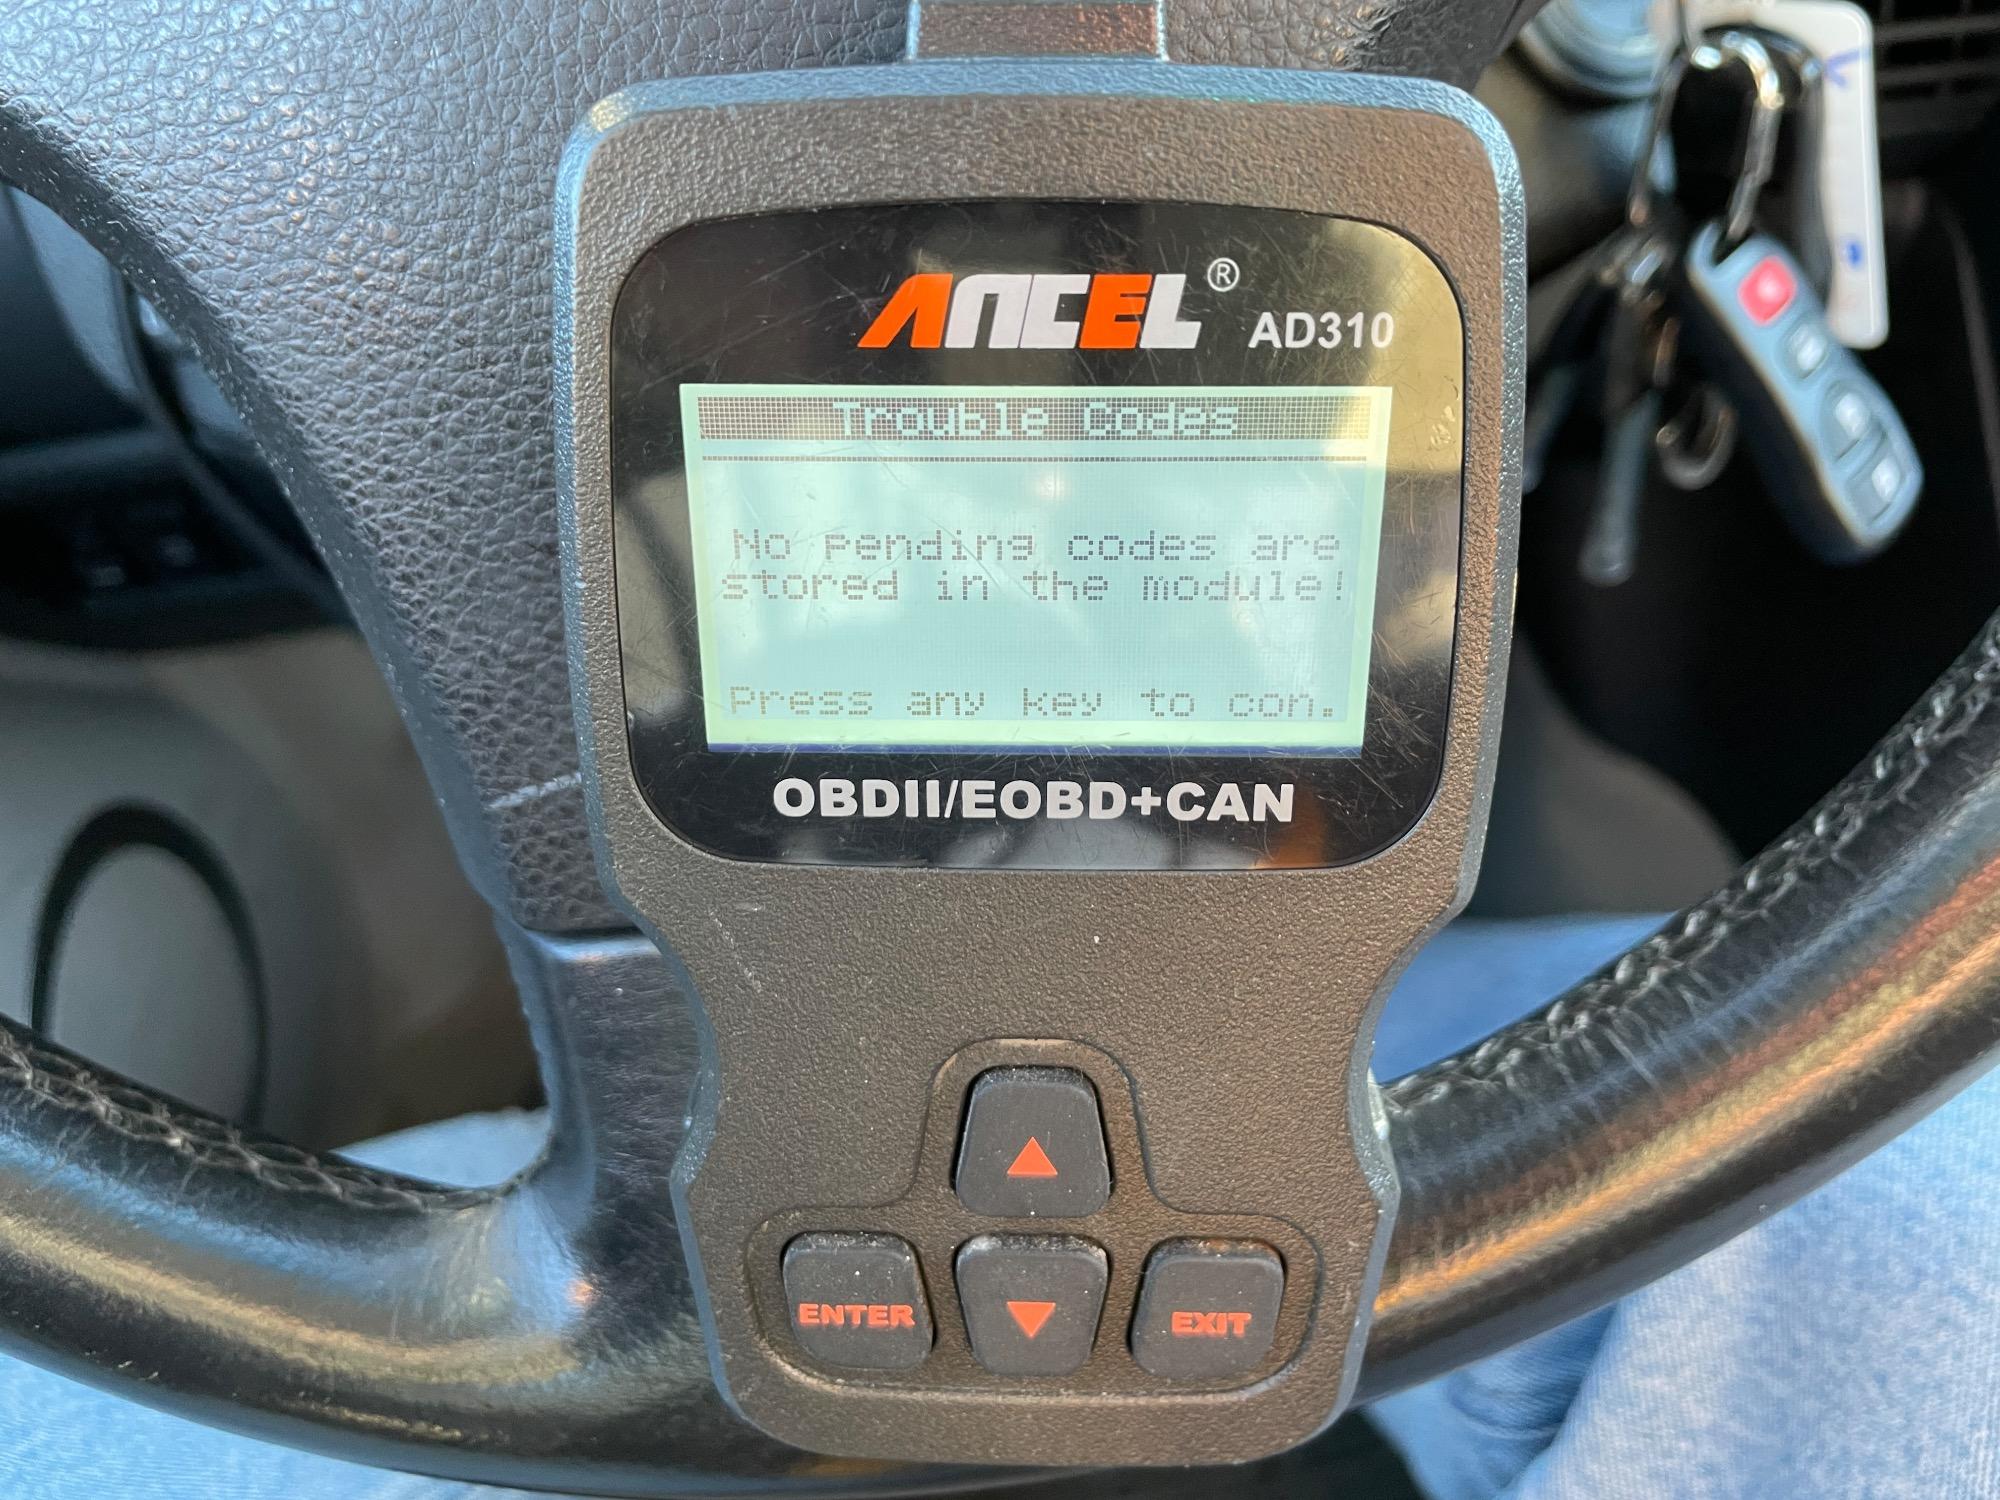 ANCEL®
AD310
Trouble Codes
No pending codes are
stored in the module!
Press any key to con.
OBDII/EOBD+CAN
ENTER
EXIT